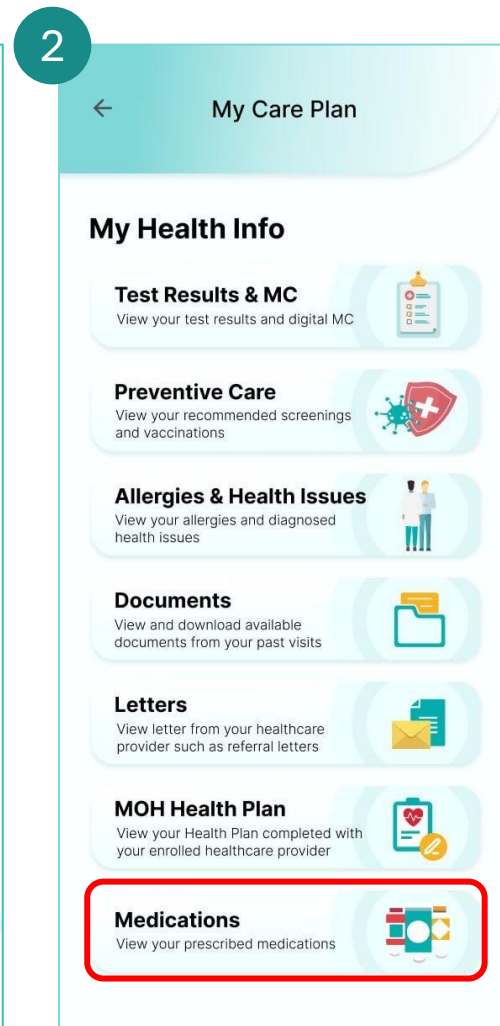 2
My Care Plan
My Health Info
Test Results & MC
View your test results and digital MC
Preventive Care
View your recommended screenings
and vaccinations
Allergies & Health Issues
View your allergies and diagnosed
health issues
Documents
View and download available
documents from your past visits
Letters
View letter from your healthcare
provider such as referral letters
MOH Health Plan
View your Health Plan completed with
your enrolled healthcare provider
Medications
View your prescribed medications